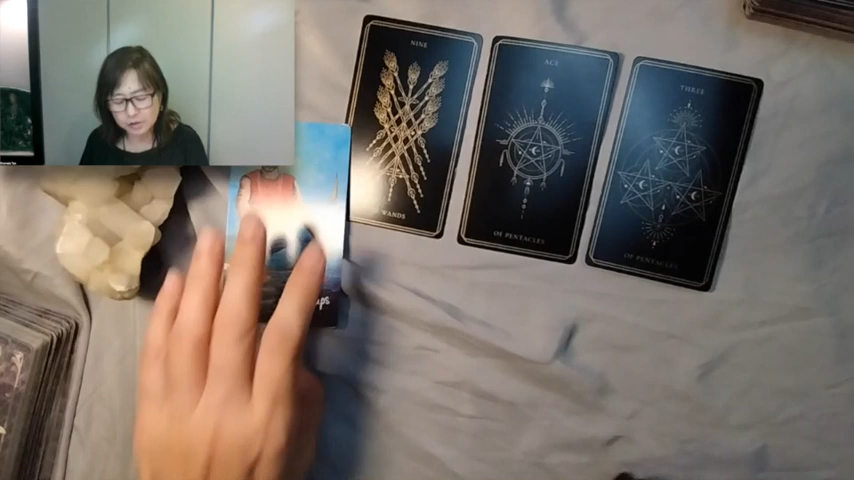 NINE
WANDS
ACE
OF PENTACLES
THREE
OF PENTACLES